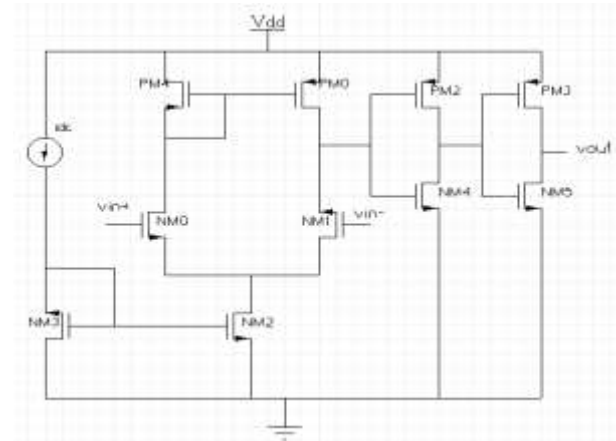 Vdd
PM4
PM0
PM2
PM3
idc
vout
vin+
NM0
NM1
vin-
NM4
NM5
NM3
NM2